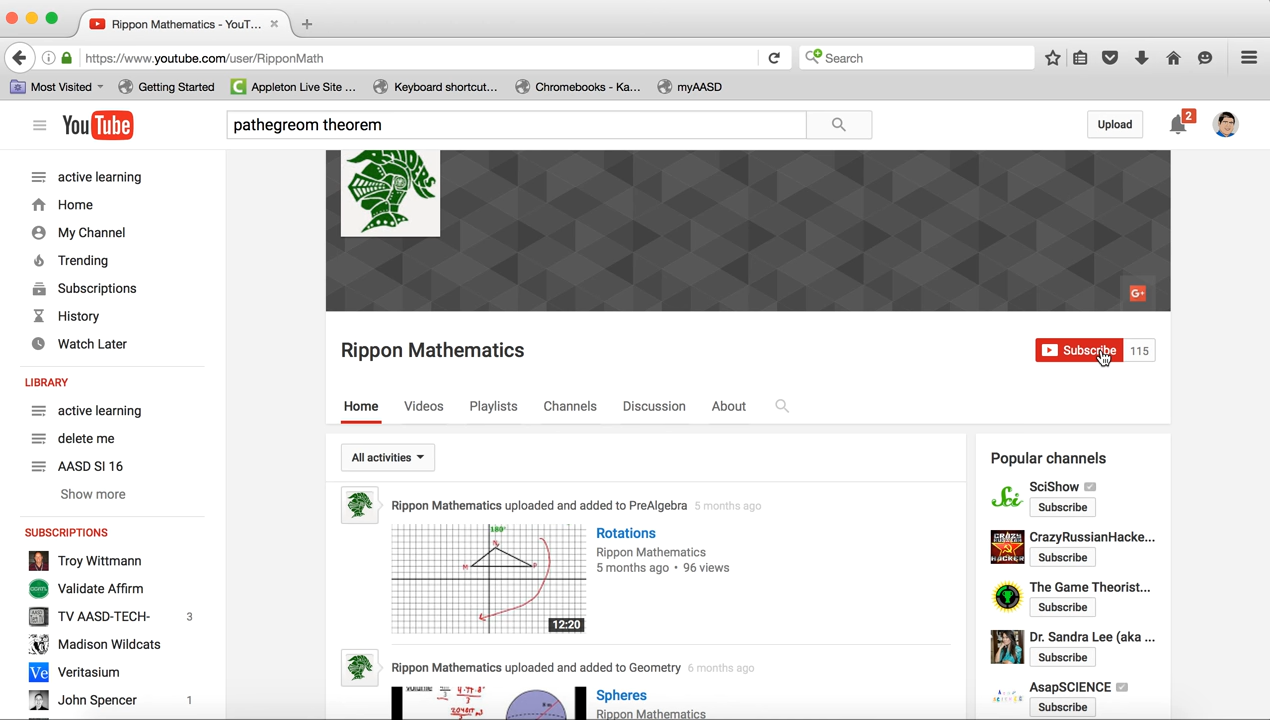 Rippon Mathematics - YouT...
https://www.youtube.com/user/RipponMath
Search
Most Visited
Getting Started
Appleton Live Site ...
Keyboard shortcut...
Chromebooks - Ka...
myAASD
YouTube
pathegreom theorem
Upload
2
active learning
Home
My Channel
Trending
Subscriptions
History
Watch Later
LIBRARY
active learning
delete me
AASD SI 16
Show more
SUBSCRIPTIONS
Troy Wittmann
Validate Affirm
TV AASD-TECH- 3
Madison Wildcats
Ve Veritasium
John Spencer 1
G+
Rippon Mathematics
Subscribe 115
Home Videos Playlists Channels Discussion About
All activities
Rippon Mathematics uploaded and added to PreAlgebra 5 months ago
180°
N
M P
12:20
Rotations
Rippon Mathematics
5 months ago • 96 views
Rippon Mathematics uploaded and added to Geometry 6 months ago
Spheres
Rippon Mathematics
Popular channels
Sci
SciShow
Subscribe
CRAZY
RUSSIAN
HACKER
CrazyRussianHacke...
Subscribe
The Game Theorist...
Subscribe
Dr. Sandra Lee (aka ...
Subscribe
AsapSCIENCE
Subscribe